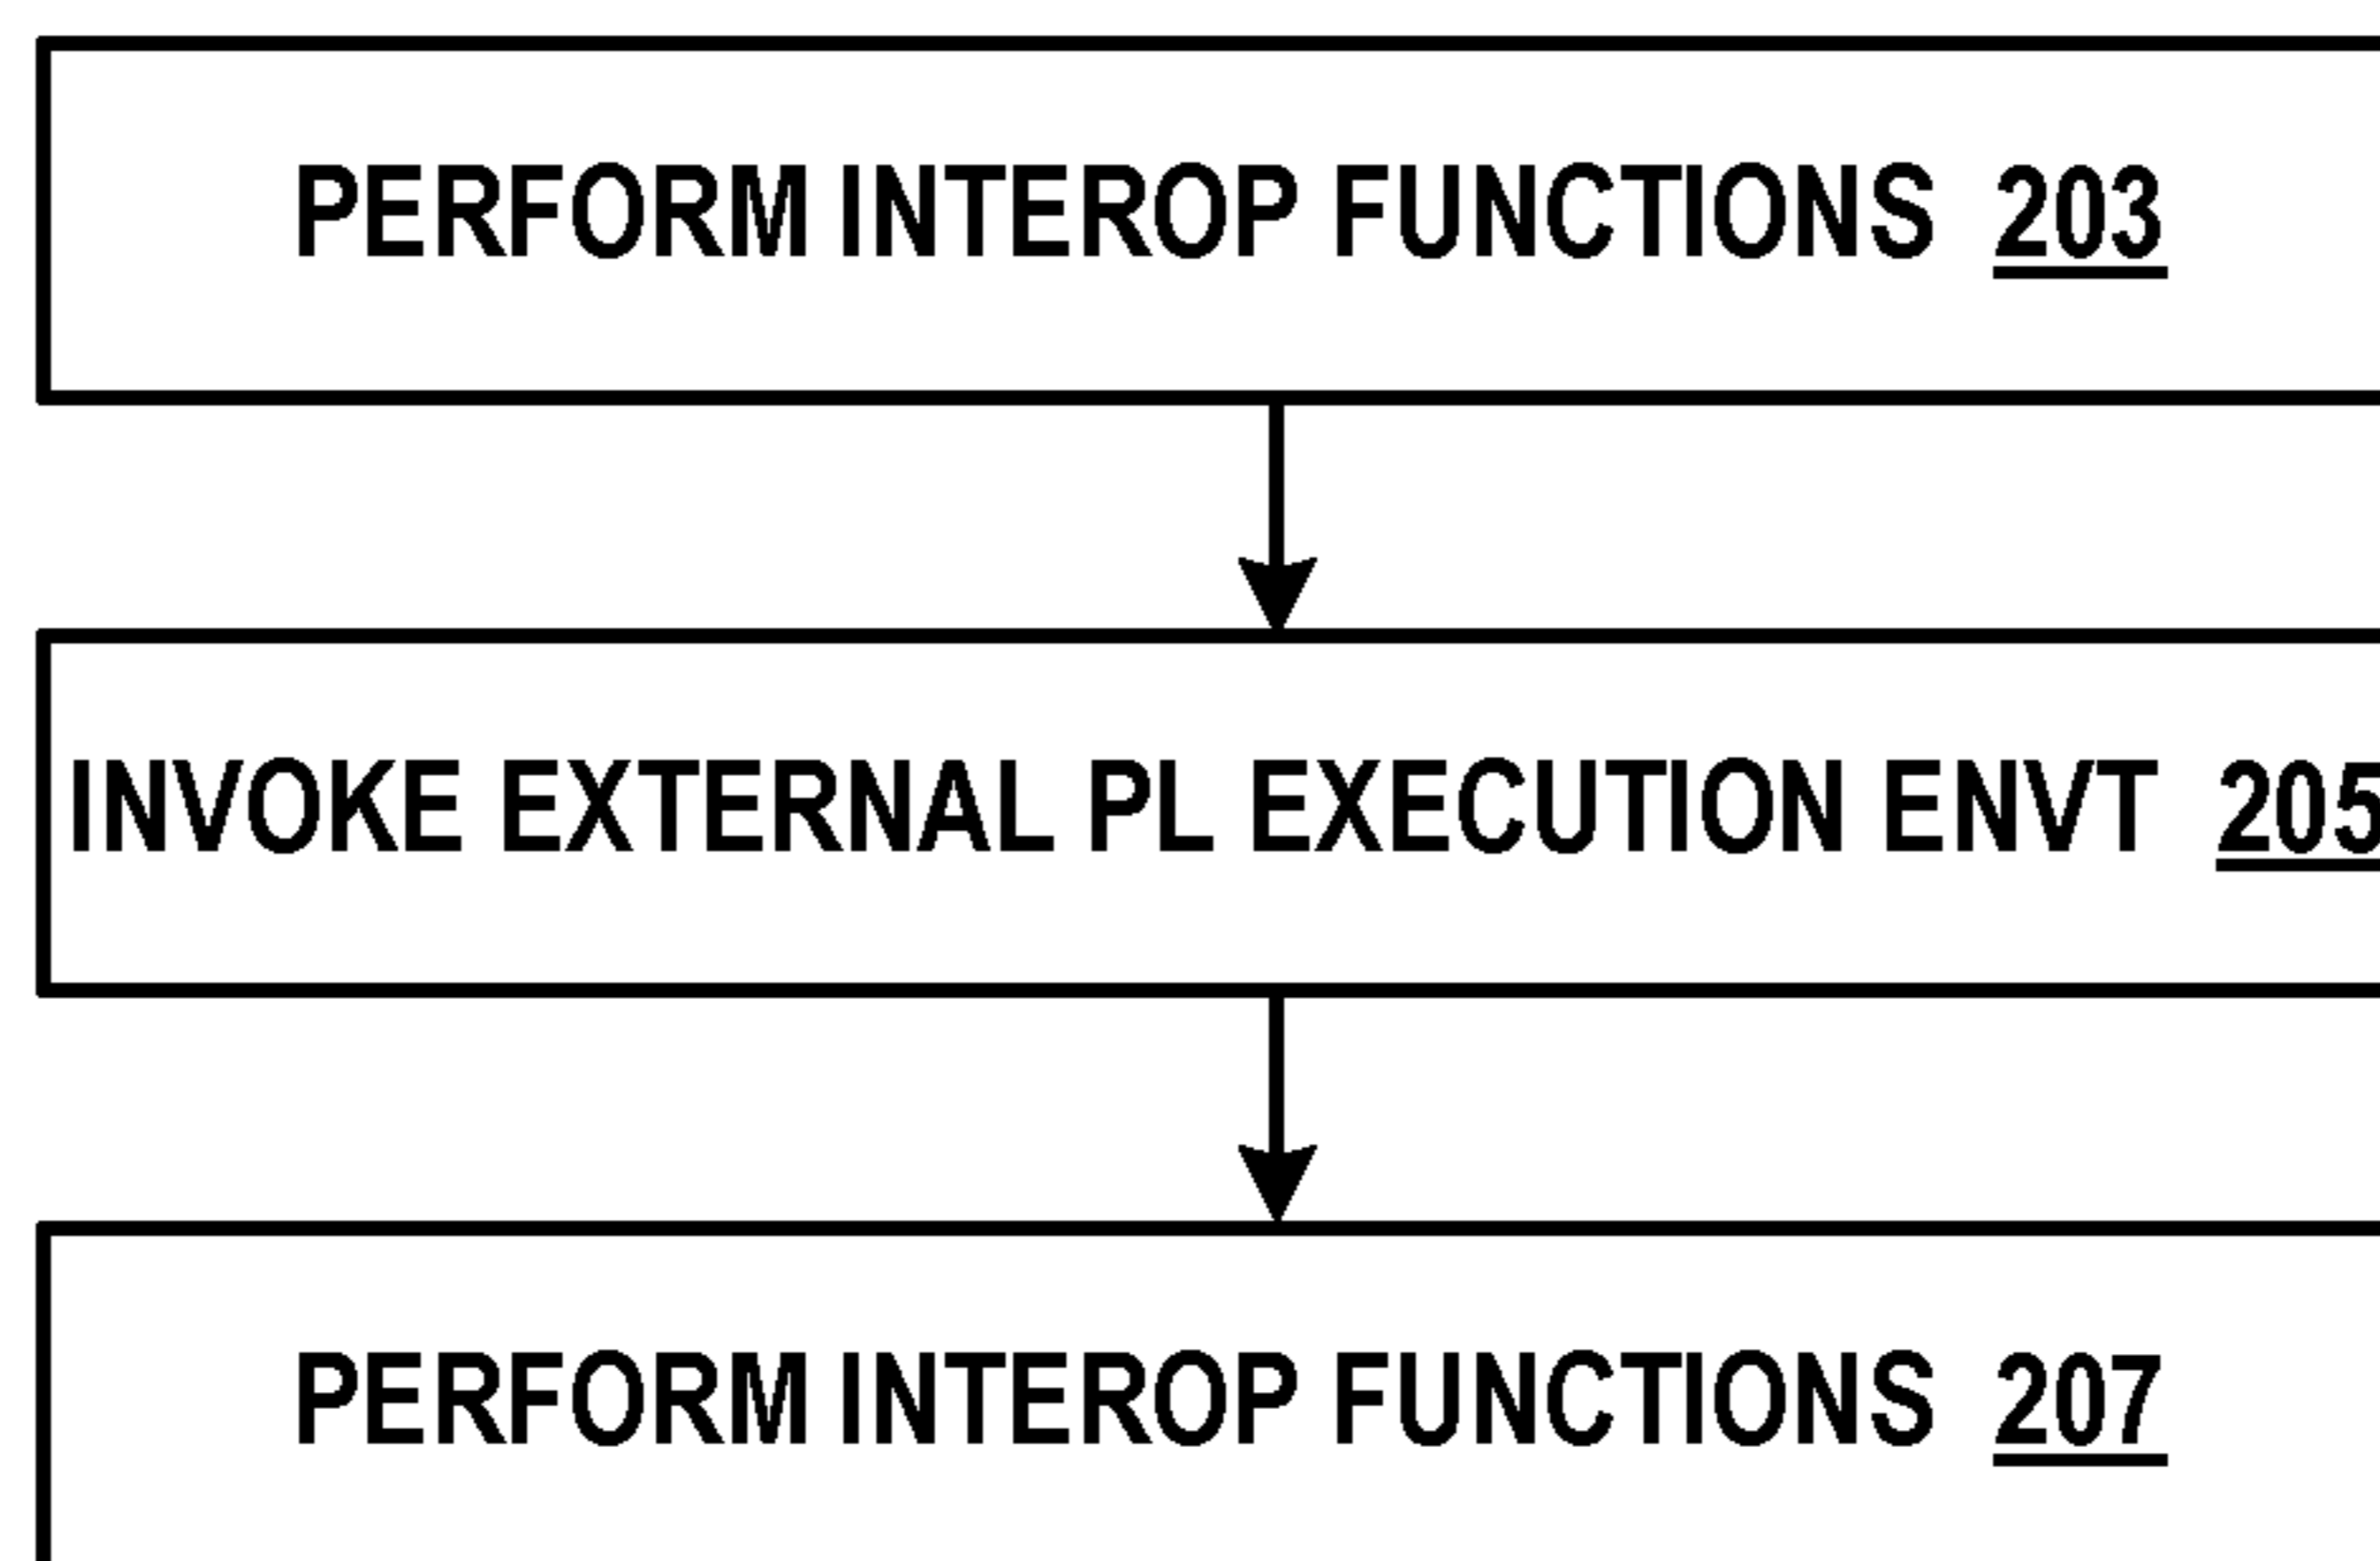 PERFORM INTEROP FUNCTIONS 203
INVOKE EXTERNAL PL EXECUTION ENVT 205
PERFORM INTEROP FUNCTIONS 207